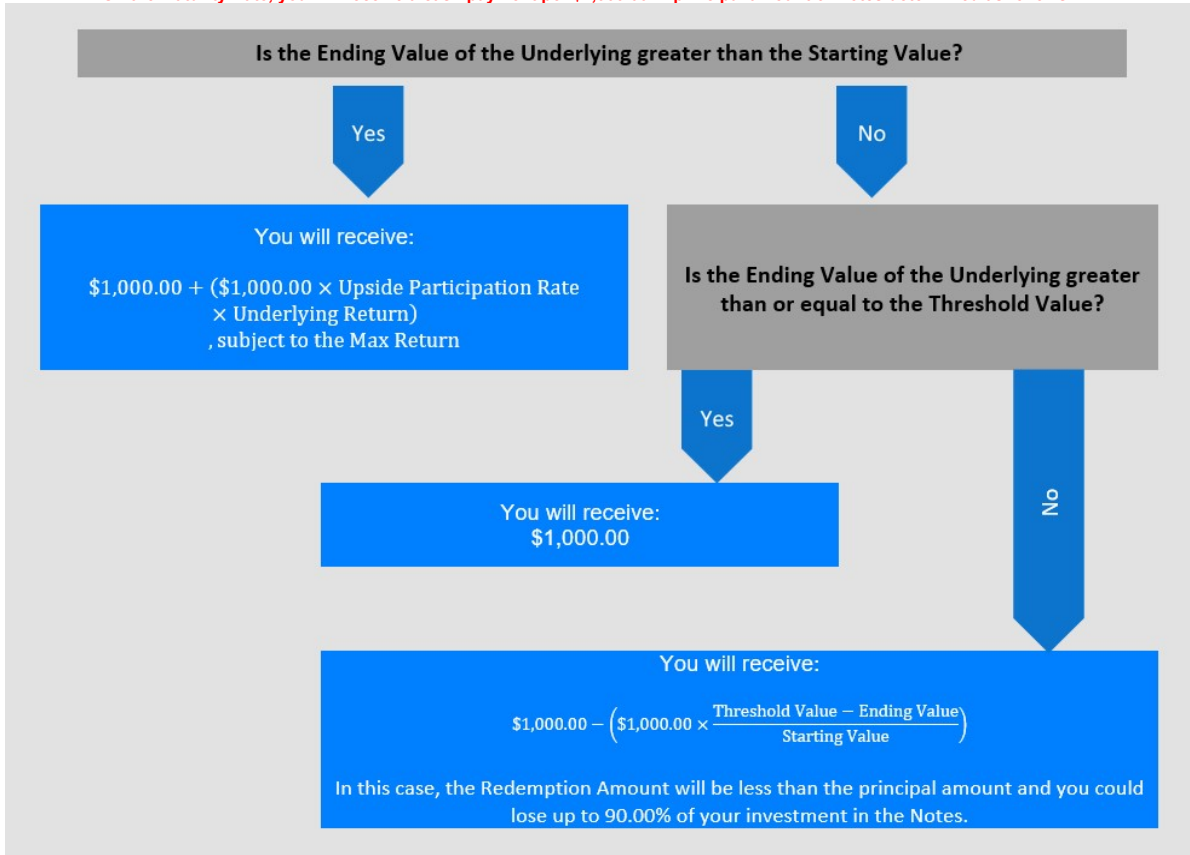 Is the Ending Value of the Underlying greater than the Starting Value?
Yes
No
You will receive:
$1,000.00 + ($1,000.00 × Upside Participation Rate
× Underlying Return)
, subject to the Max Return
Is the Ending Value of the Underlying greater
than or equal to the Threshold Value?
Yes
No
You will receive:
$1,000.00
You will receive:
$1,000.00 − ($1,000.00 × (Threshold Value − Ending Value) / Starting Value)
In this case, the Redemption Amount will be less than the principal amount and you could
lose up to 90.00% of your investment in the Notes.